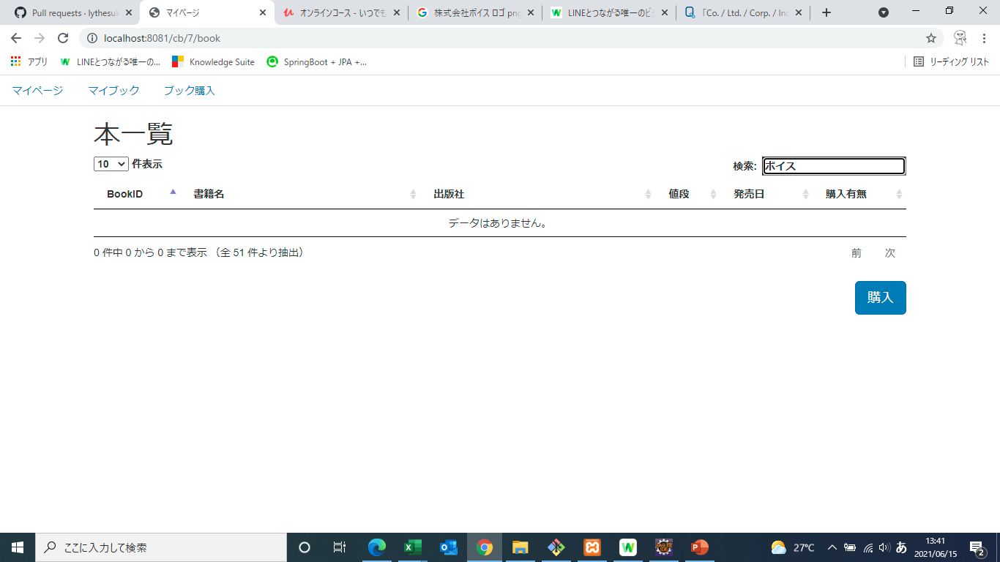 Pull requests · lythesuk
マイページ
オンラインコース - いつでも
株式会社ボイス ロゴ png
LINEとつながる唯一のビジ
「Co. / Ltd. / Corp. / Inc
localhost:8081/cb/7/book
アプリ
LINEとつながる唯一の...
Knowledge Suite
SpringBoot + JPA +...
リーディング リスト
マイページ マイブック ブック購入
本一覧
10 件表示
検索: ボイス
BookID 書籍名 出版社 値段 発売日 購入有無
データはありません。
0 件中 0 から 0 まで表示 （全 51 件より抽出）
前 次
購入
ここに入力して検索
27℃
あ
13:41
2021/06/15
2